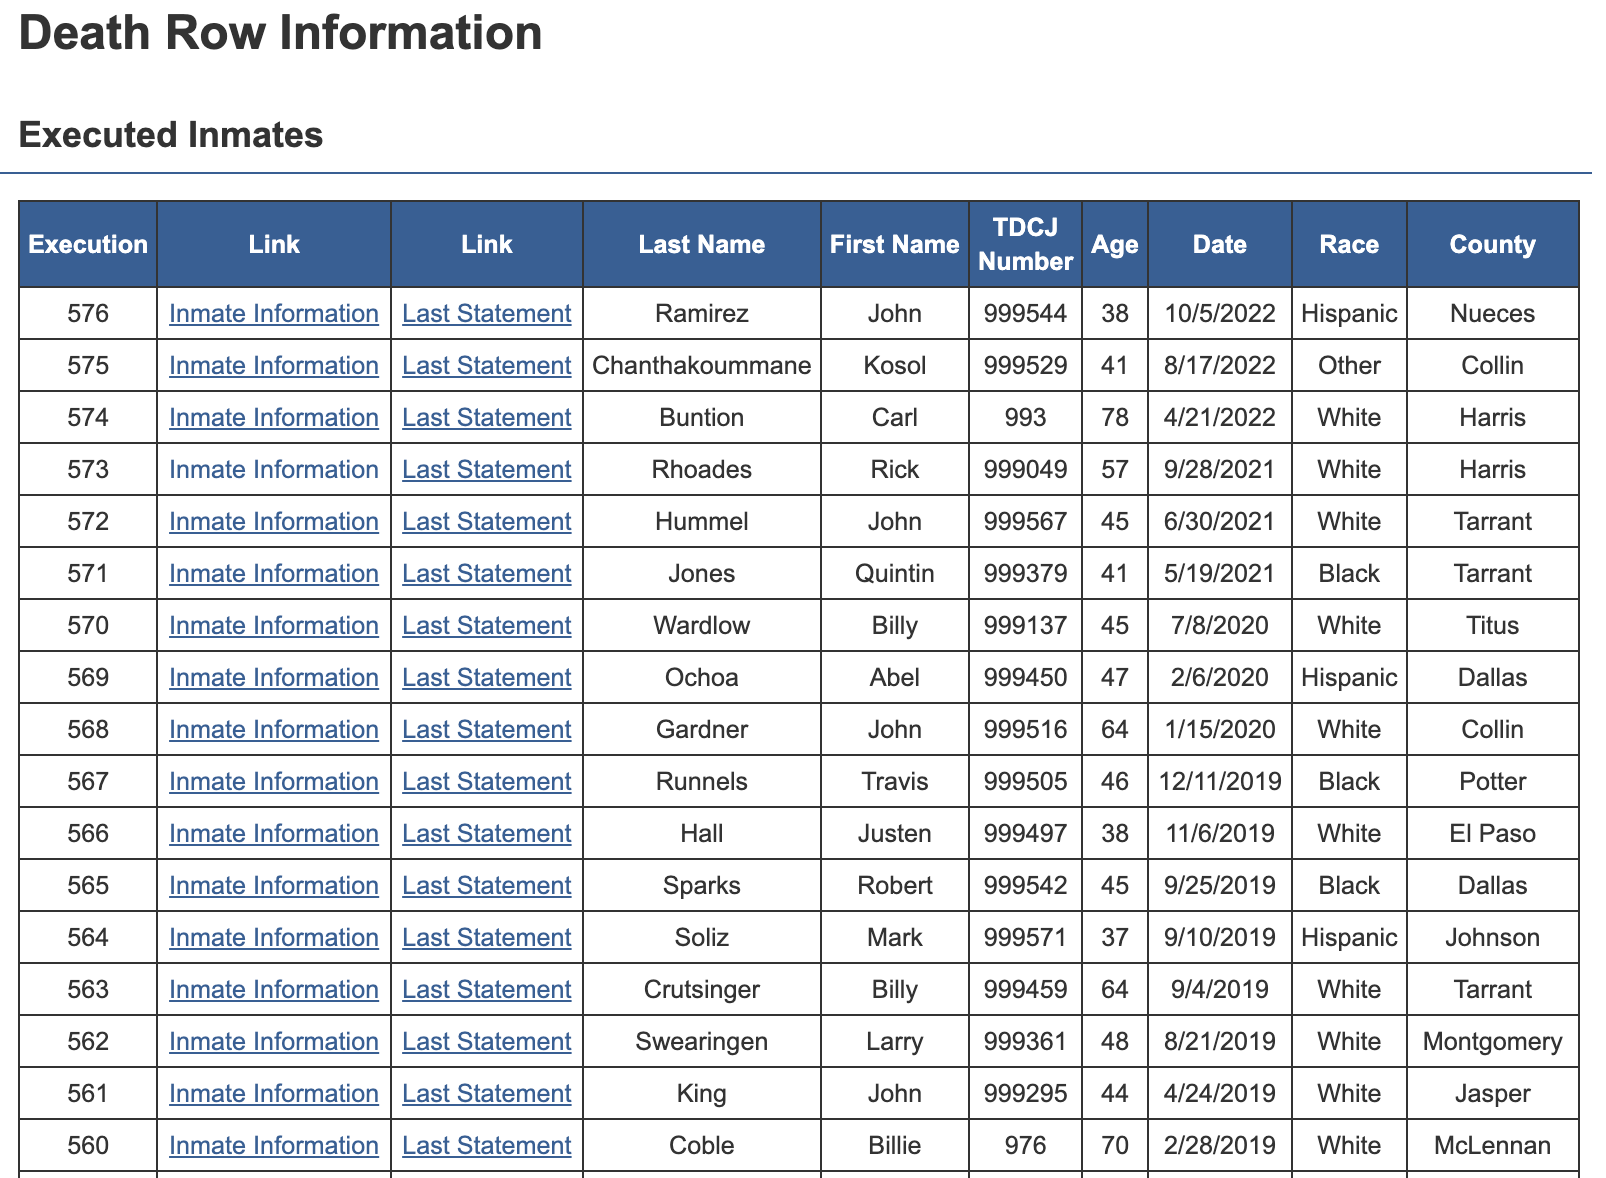 Death Row Information
Executed Inmates
Execution Link Link Last Name First Name TDCJ Number Age Date Race County
576 Inmate Information Last Statement Ramirez John 999544 38 10/5/2022 Hispanic Nueces
575 Inmate Information Last Statement Chanthakoummane Kosol 999529 41 8/17/2022 Other Collin
574 Inmate Information Last Statement Buntion Carl 993 78 4/21/2022 White Harris
573 Inmate Information Last Statement Rhoades Rick 999049 57 9/28/2021 White Harris
572 Inmate Information Last Statement Hummel John 999567 45 6/30/2021 White Tarrant
571 Inmate Information Last Statement Jones Quintin 999379 41 5/19/2021 Black Tarrant
570 Inmate Information Last Statement Wardlow Billy 999137 45 7/8/2020 White Titus
569 Inmate Information Last Statement Ochoa Abel 999450 47 2/6/2020 Hispanic Dallas
568 Inmate Information Last Statement Gardner John 999516 64 1/15/2020 White Collin
567 Inmate Information Last Statement Runnels Travis 999505 46 12/11/2019 Black Potter
566 Inmate Information Last Statement Hall Justen 999497 38 11/6/2019 White El Paso
565 Inmate Information Last Statement Sparks Robert 999542 45 9/25/2019 Black Dallas
564 Inmate Information Last Statement Soliz Mark 999571 37 9/10/2019 Hispanic Johnson
563 Inmate Information Last Statement Crutsinger Billy 999459 64 9/4/2019 White Tarrant
562 Inmate Information Last Statement Swearingen Larry 999361 48 8/21/2019 White Montgomery
561 Inmate Information Last Statement King John 999295 44 4/24/2019 White Jasper
560 Inmate Information Last Statement Coble Billie 976 70 2/28/2019 White McLennan